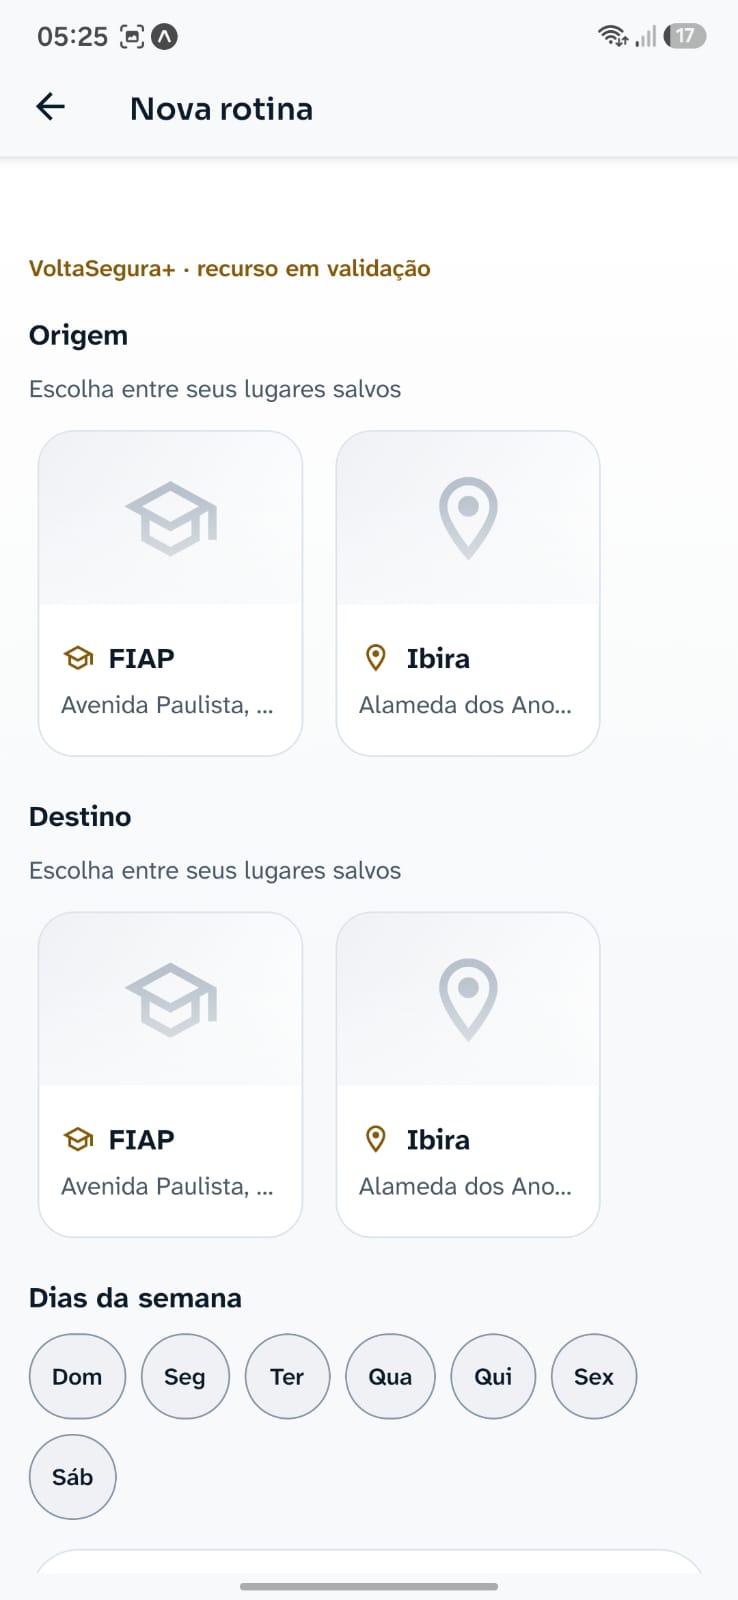 05:25
17
Nova rotina
VoltaSegura+ · recurso em validação
Origem
Escolha entre seus lugares salvos
FIAP
Avenida Paulista, ...
Ibira
Alameda dos Ano...
Destino
Escolha entre seus lugares salvos
FIAP
Avenida Paulista, ...
Ibira
Alameda dos Ano...
Dias da semana
Dom Seg Ter Qua Qui Sex
Sáb